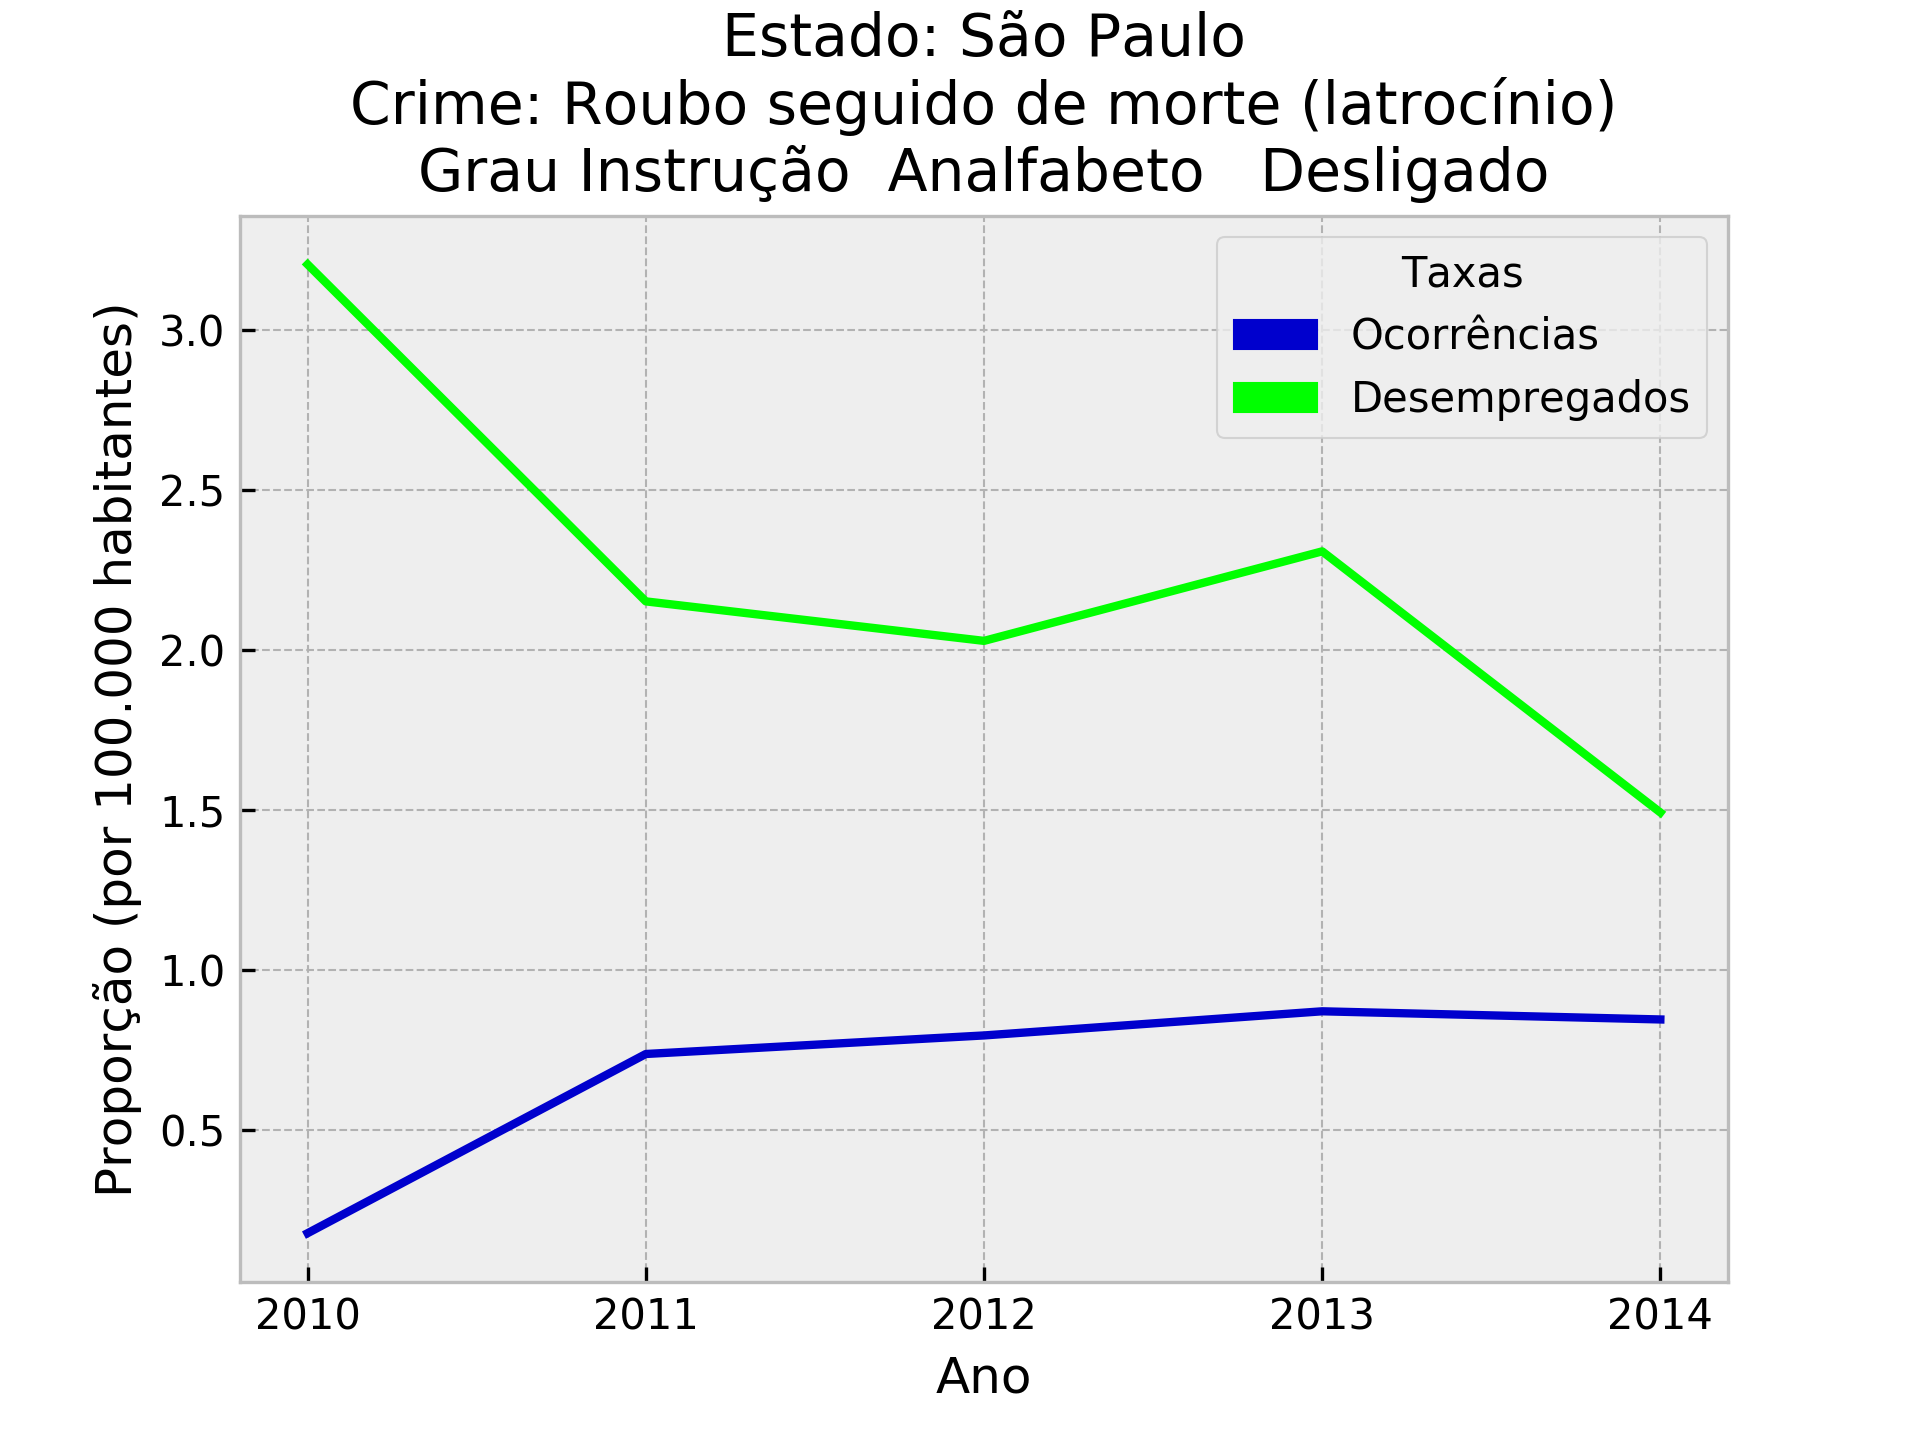 Estado: São Paulo
Crime: Roubo seguido de morte (latrocínio)
Grau Instrução  Analfabeto   Desligado
Taxas
Ocorrências
Desempregados
Proporção (por 100.000 habitantes)
3.0
2.5
2.0
1.5
1.0
0.5
2010 2011 2012 2013 2014
Ano